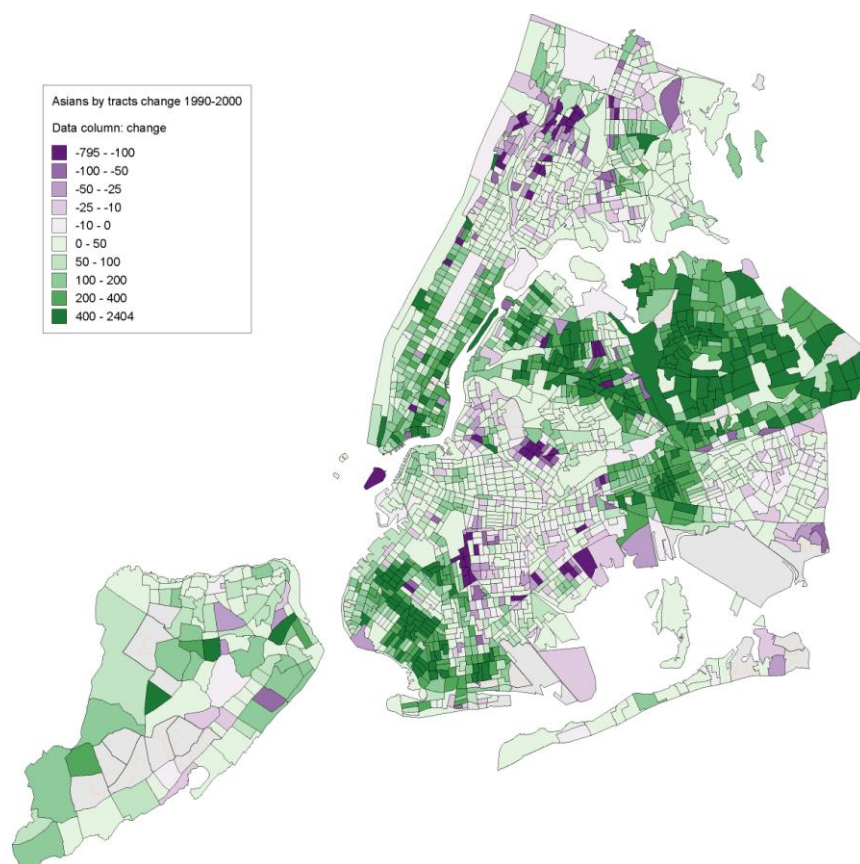 Asians by tracts change 1990-2000
Data column: change
-795 - -100
-100 - -50
-50 - -25
-25 - -10
-10 - 0
0 - 50
50 - 100
100 - 200
200 - 400
400 - 2404